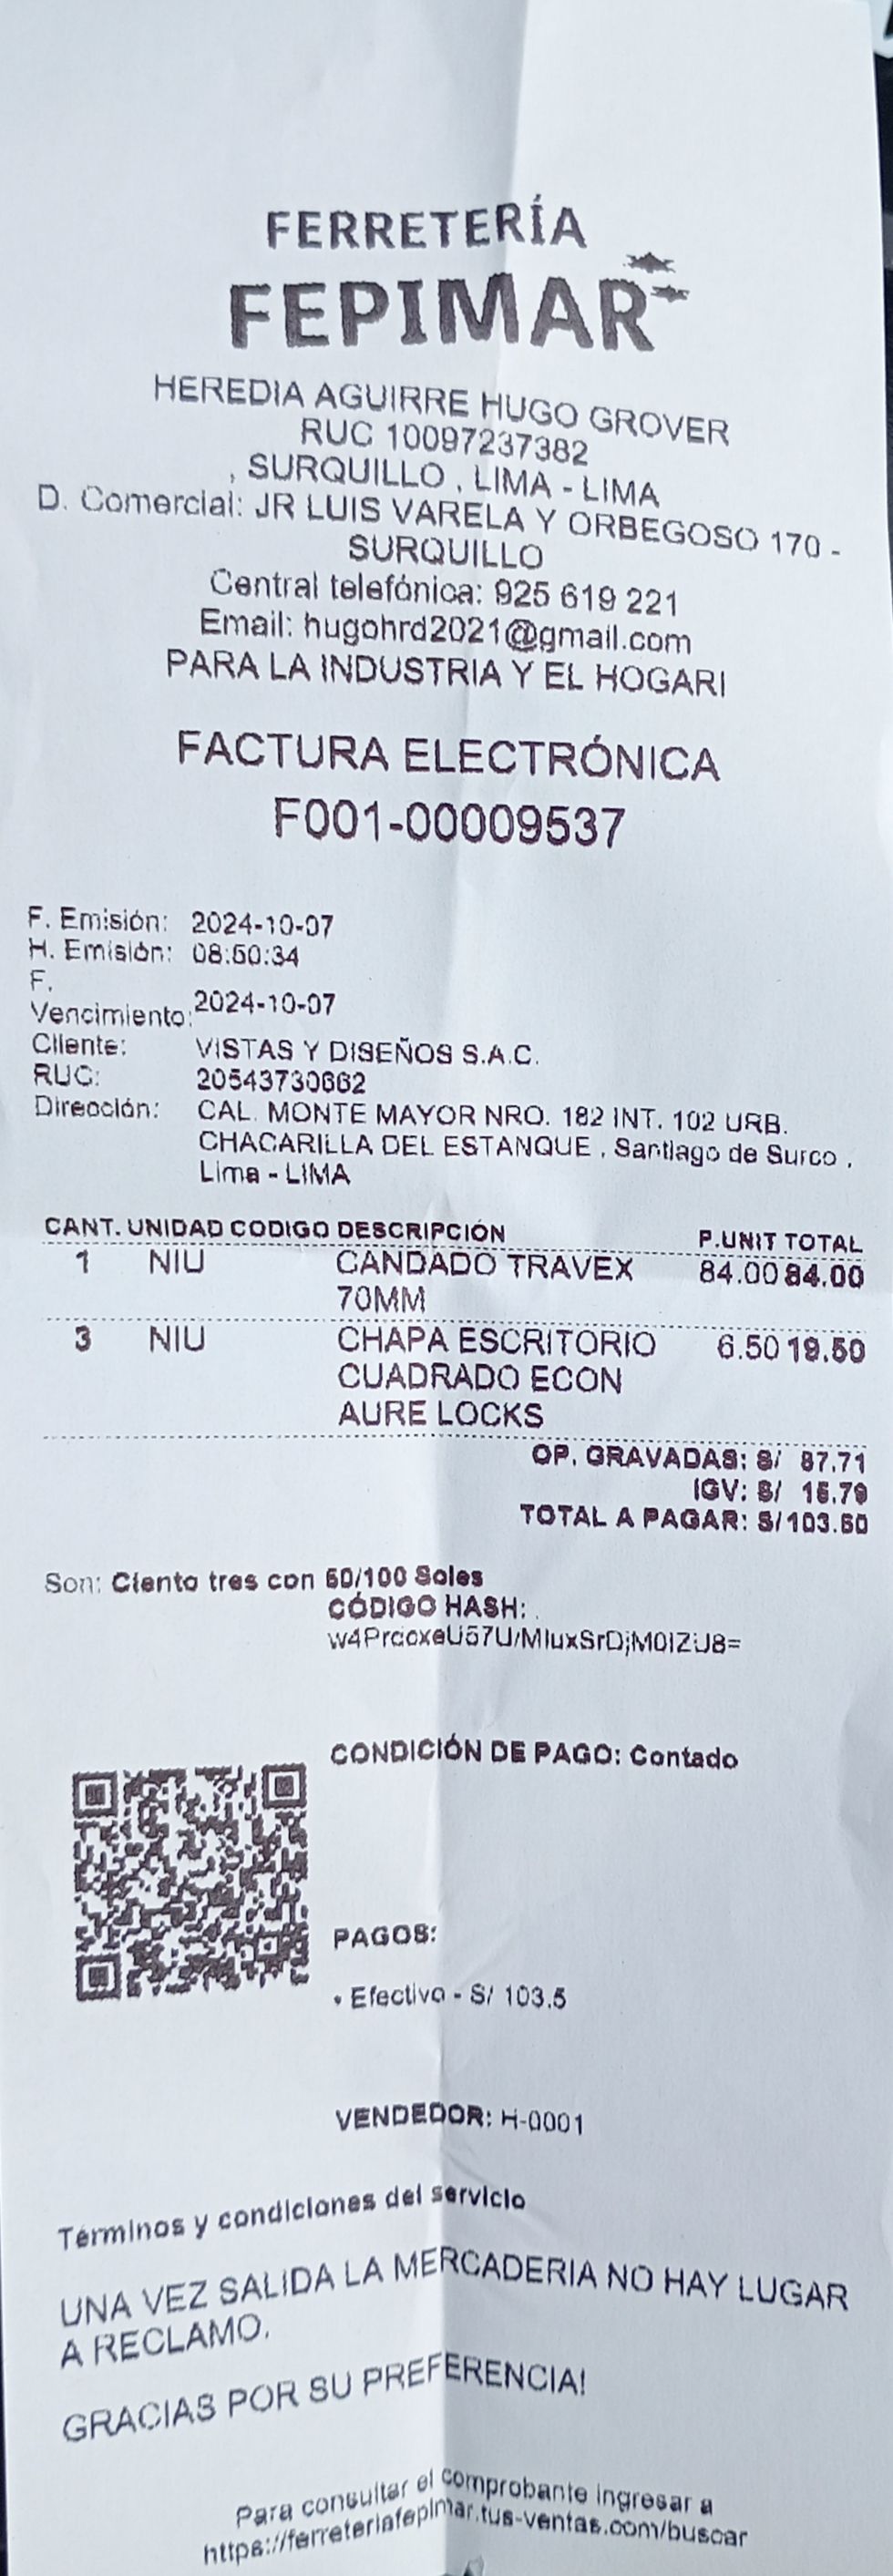 FERRETERÍA
FEPIMAR
HEREDIA AGUIRRE HUGO GROVER
RUC 10097237382
, SURQUILLO , LIMA - LIMA
D. Comercial: JR LUIS VARELA Y ORBEGOSO 170 -
SURQUILLO
Central telefónica: 925 619 221
Email: hugohrd2021@gmail.com
PARA LA INDUSTRIA Y EL HOGAR!
FACTURA ELECTRÓNICA
F001-00009537
F. Emisión: 2024-10-07
H. Emisión: 08:50:34
F.
Vencimiento: 2024-10-07
Cliente: VISTAS Y DISEÑOS S.A.C.
RUC: 20543730662
Dirección: CAL. MONTE MAYOR NRO. 182 INT. 102 URB.
CHACARILLA DEL ESTANQUE , Santiago de Surco ,
Lima - LIMA
CANT. UNIDAD CODIGO DESCRIPCIÓN P.UNIT TOTAL
1 NIU CANDADO TRAVEX 84.00 84.00
70MM
3 NIU CHAPA ESCRITORIO 6.50 19.50
CUADRADO ECON
AURE LOCKS
OP. GRAVADAS: S/ 87.71
IGV: S/ 15.79
TOTAL A PAGAR: S/ 103.50
Son: Ciento tres con 50/100 Soles
CÓDIGO HASH:
CONDICIÓN DE PAGO: Contado
PAGOS:
• Efectivo - S/ 103.5
VENDEDOR: H-0001
Términos y condiciones del servicio
UNA VEZ SALIDA LA MERCADERIA NO HAY LUGAR
A RECLAMO.
GRACIAS POR SU PREFERENCIA!
Para consultar el comprobante ingresar a
https://ferreteriafepimar.tus-ventas.com/buscar